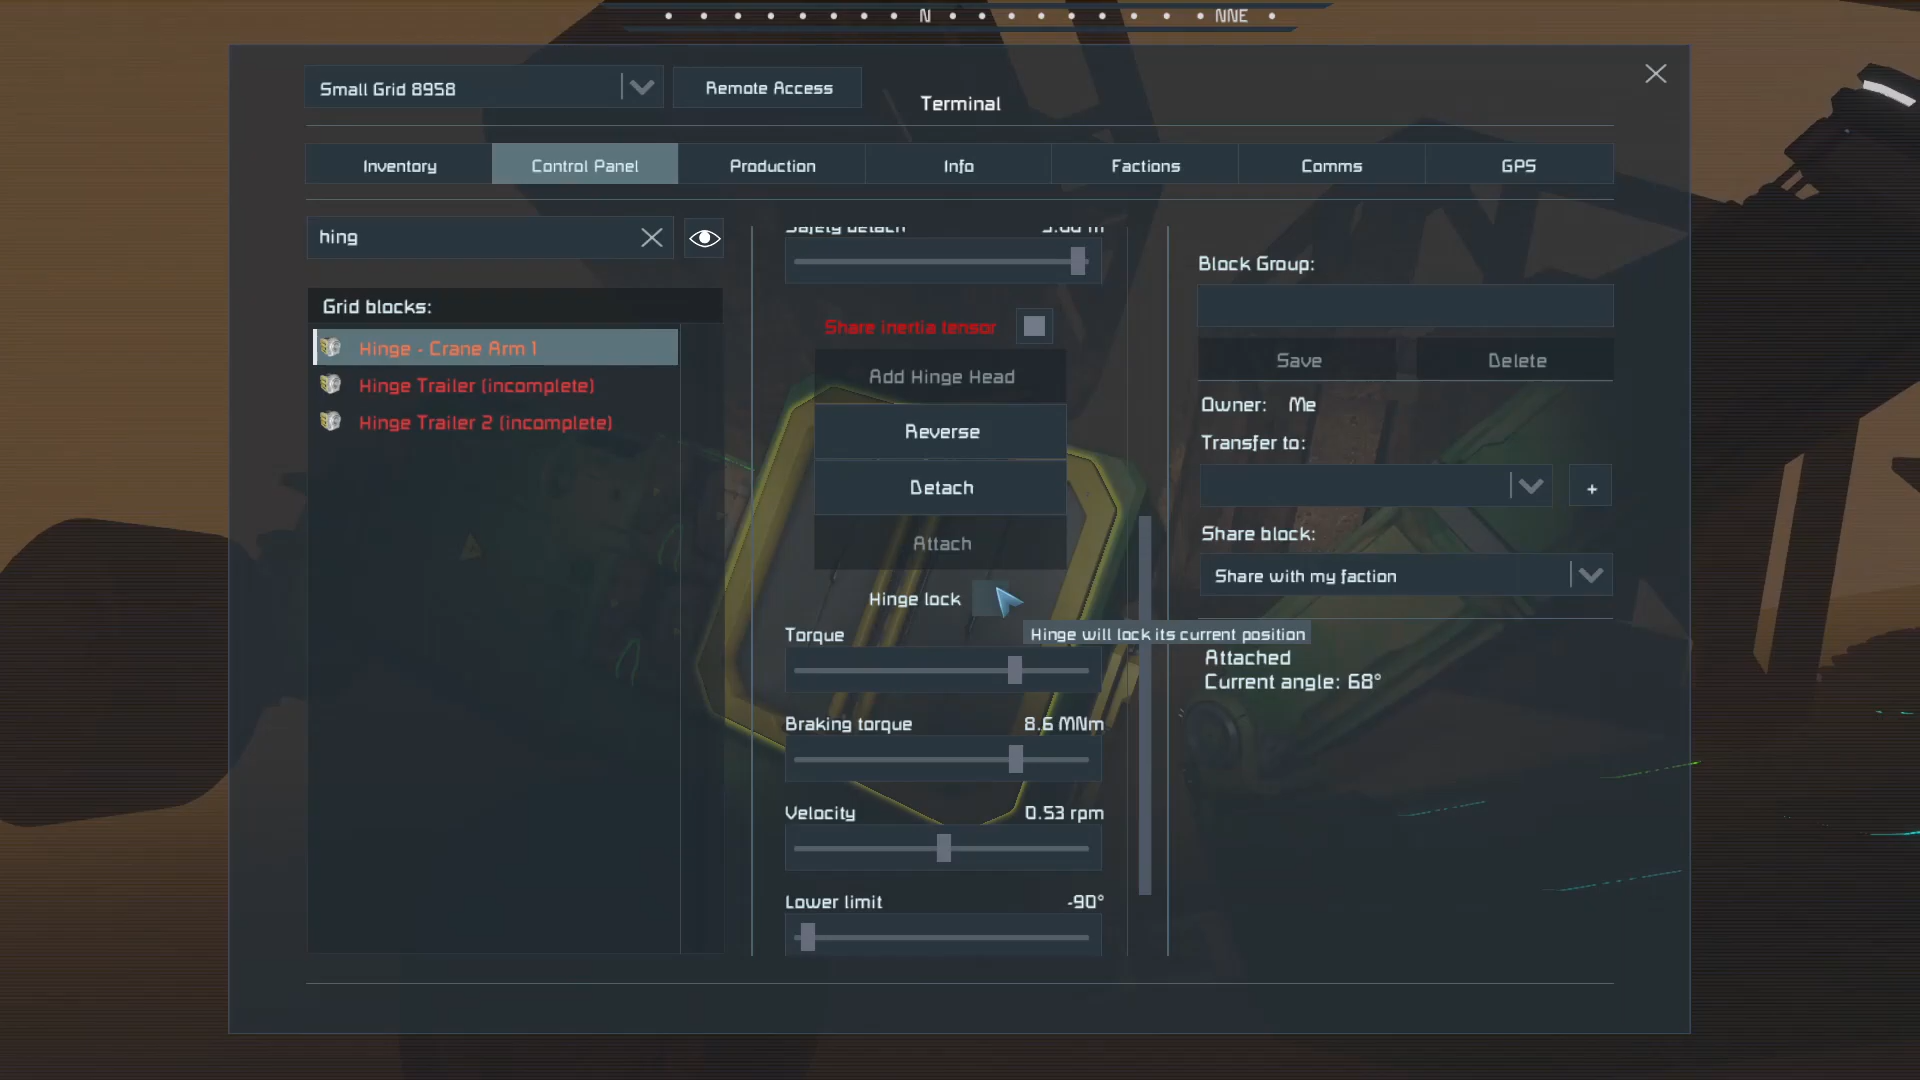 N NNE
Small Grid 8958
Remote Access
Terminal
Inventory
Control Panel
Production
Info
Factions
Comms
GPS
hing
Grid blocks:
Hinge - Crane Arm 1
Hinge Trailer (incomplete)
Hinge Trailer 2 (incomplete)
Safety detach 5.00 m
Share inertia tensor
Add Hinge Head
Reverse
Detach
Attach
Hinge lock
Hinge will lock its current position
Torque
Braking torque 8.6 MNm
Velocity 0.53 rpm
Lower limit -90°
Block Group:
Save
Delete
Owner: Me
Transfer to:
+
Share block:
Share with my faction
Attached
Current angle: 68°